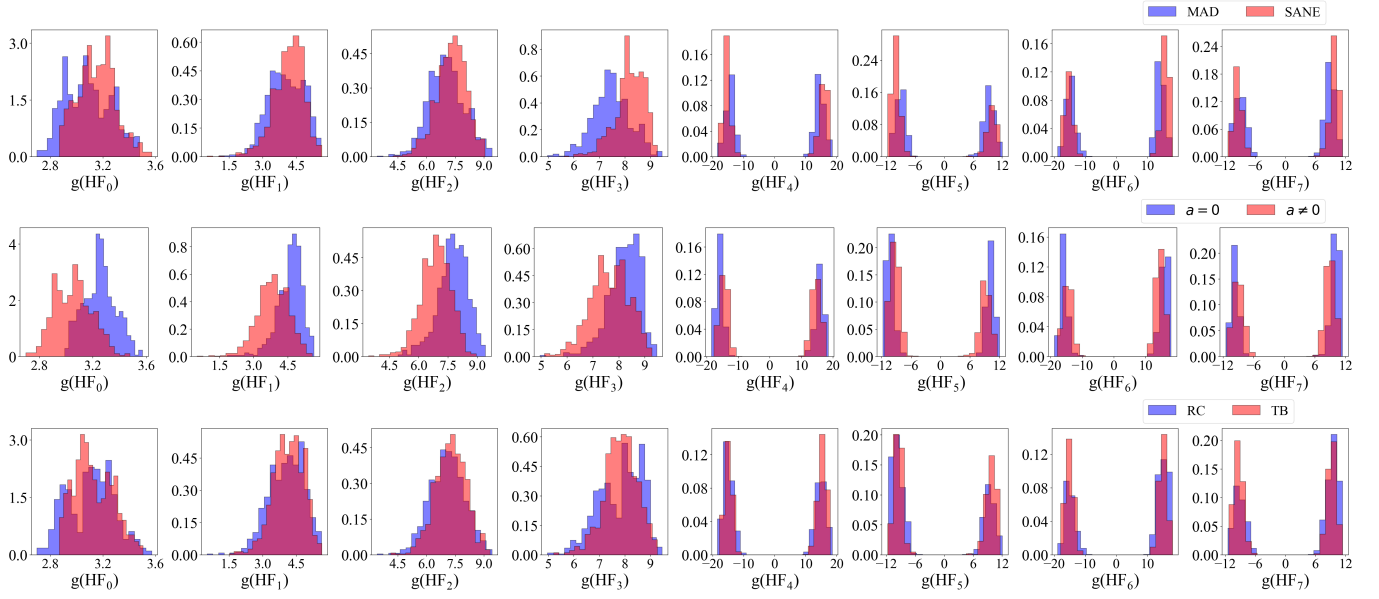 MAD SANE
3.0 1.5 0.0 2.8 3.2 3.6 g(HF₀)
0.60 0.45 0.30 0.15 0.00 1.5 3.0 4.5 g(HF₁)
0.45 0.30 0.15 0.00 4.5 6.0 7.5 9.0 g(HF₂)
0.8 0.6 0.4 0.2 0.0 5 7 8 9 g(HF₃)
0.16 0.12 0.08 0.04 0.00 −20 −10 0 10 20 g(HF₄)
0.24 0.16 0.08 0.00 −12 −6 0 6 12 g(HF₅)
0.16 0.12 0.08 0.04 0.00 −20 −10 0 10 g(HF₆)
0.24 0.18 0.12 0.06 0.00 −12 −6 0 6 12 g(HF₇)
a = 0 a ≠ 0
4 2 0 3.2 3.6 g(HF₀)
0.8 0.6 0.4 0.2 0.0 1.5 3.0 4.5 g(HF₁)
0.45 0.30 0.15 0.00 4.5 6.0 7.5 9.0 g(HF₂)
0.60 0.45 0.30 0.15 0.00 5 6 7 8 9 g(HF₃)
0.16 0.12 0.08 0.04 0.00 −20 −10 0 10 20 g(HF₄)
0.20 0.15 0.10 0.05 0.00 −12 −6 0 6 12 g(HF₅)
0.16 0.12 0.08 0.04 0.00 −20 −10 0 10 g(HF₆)
0.20 0.15 0.10 0.05 0.00 −12 −6 0 6 12 g(HF₇)
RC TB
3.0 1.5 0.0 2.8 3.2 3.6 g(HF₀)
0.45 0.30 0.15 0.00 1.5 3.0 4.5 g(HF₁)
0.45 0.30 0.15 0.00 4.5 6.0 7.5 9.0 g(HF₂)
0.60 0.45 0.30 0.15 0.00 5 6 7 8 9 g(HF₃)
0.12 0.08 0.04 0.00 −20 −10 0 10 20 g(HF₄)
0.20 0.15 0.10 0.05 0.00 −12 −6 0 6 12 g(HF₅)
0.12 0.08 0.04 0.00 −20 −10 0 10 g(HF₆)
0.20 0.15 0.10 0.05 0.00 −12 −6 0 6 12 g(HF₇)